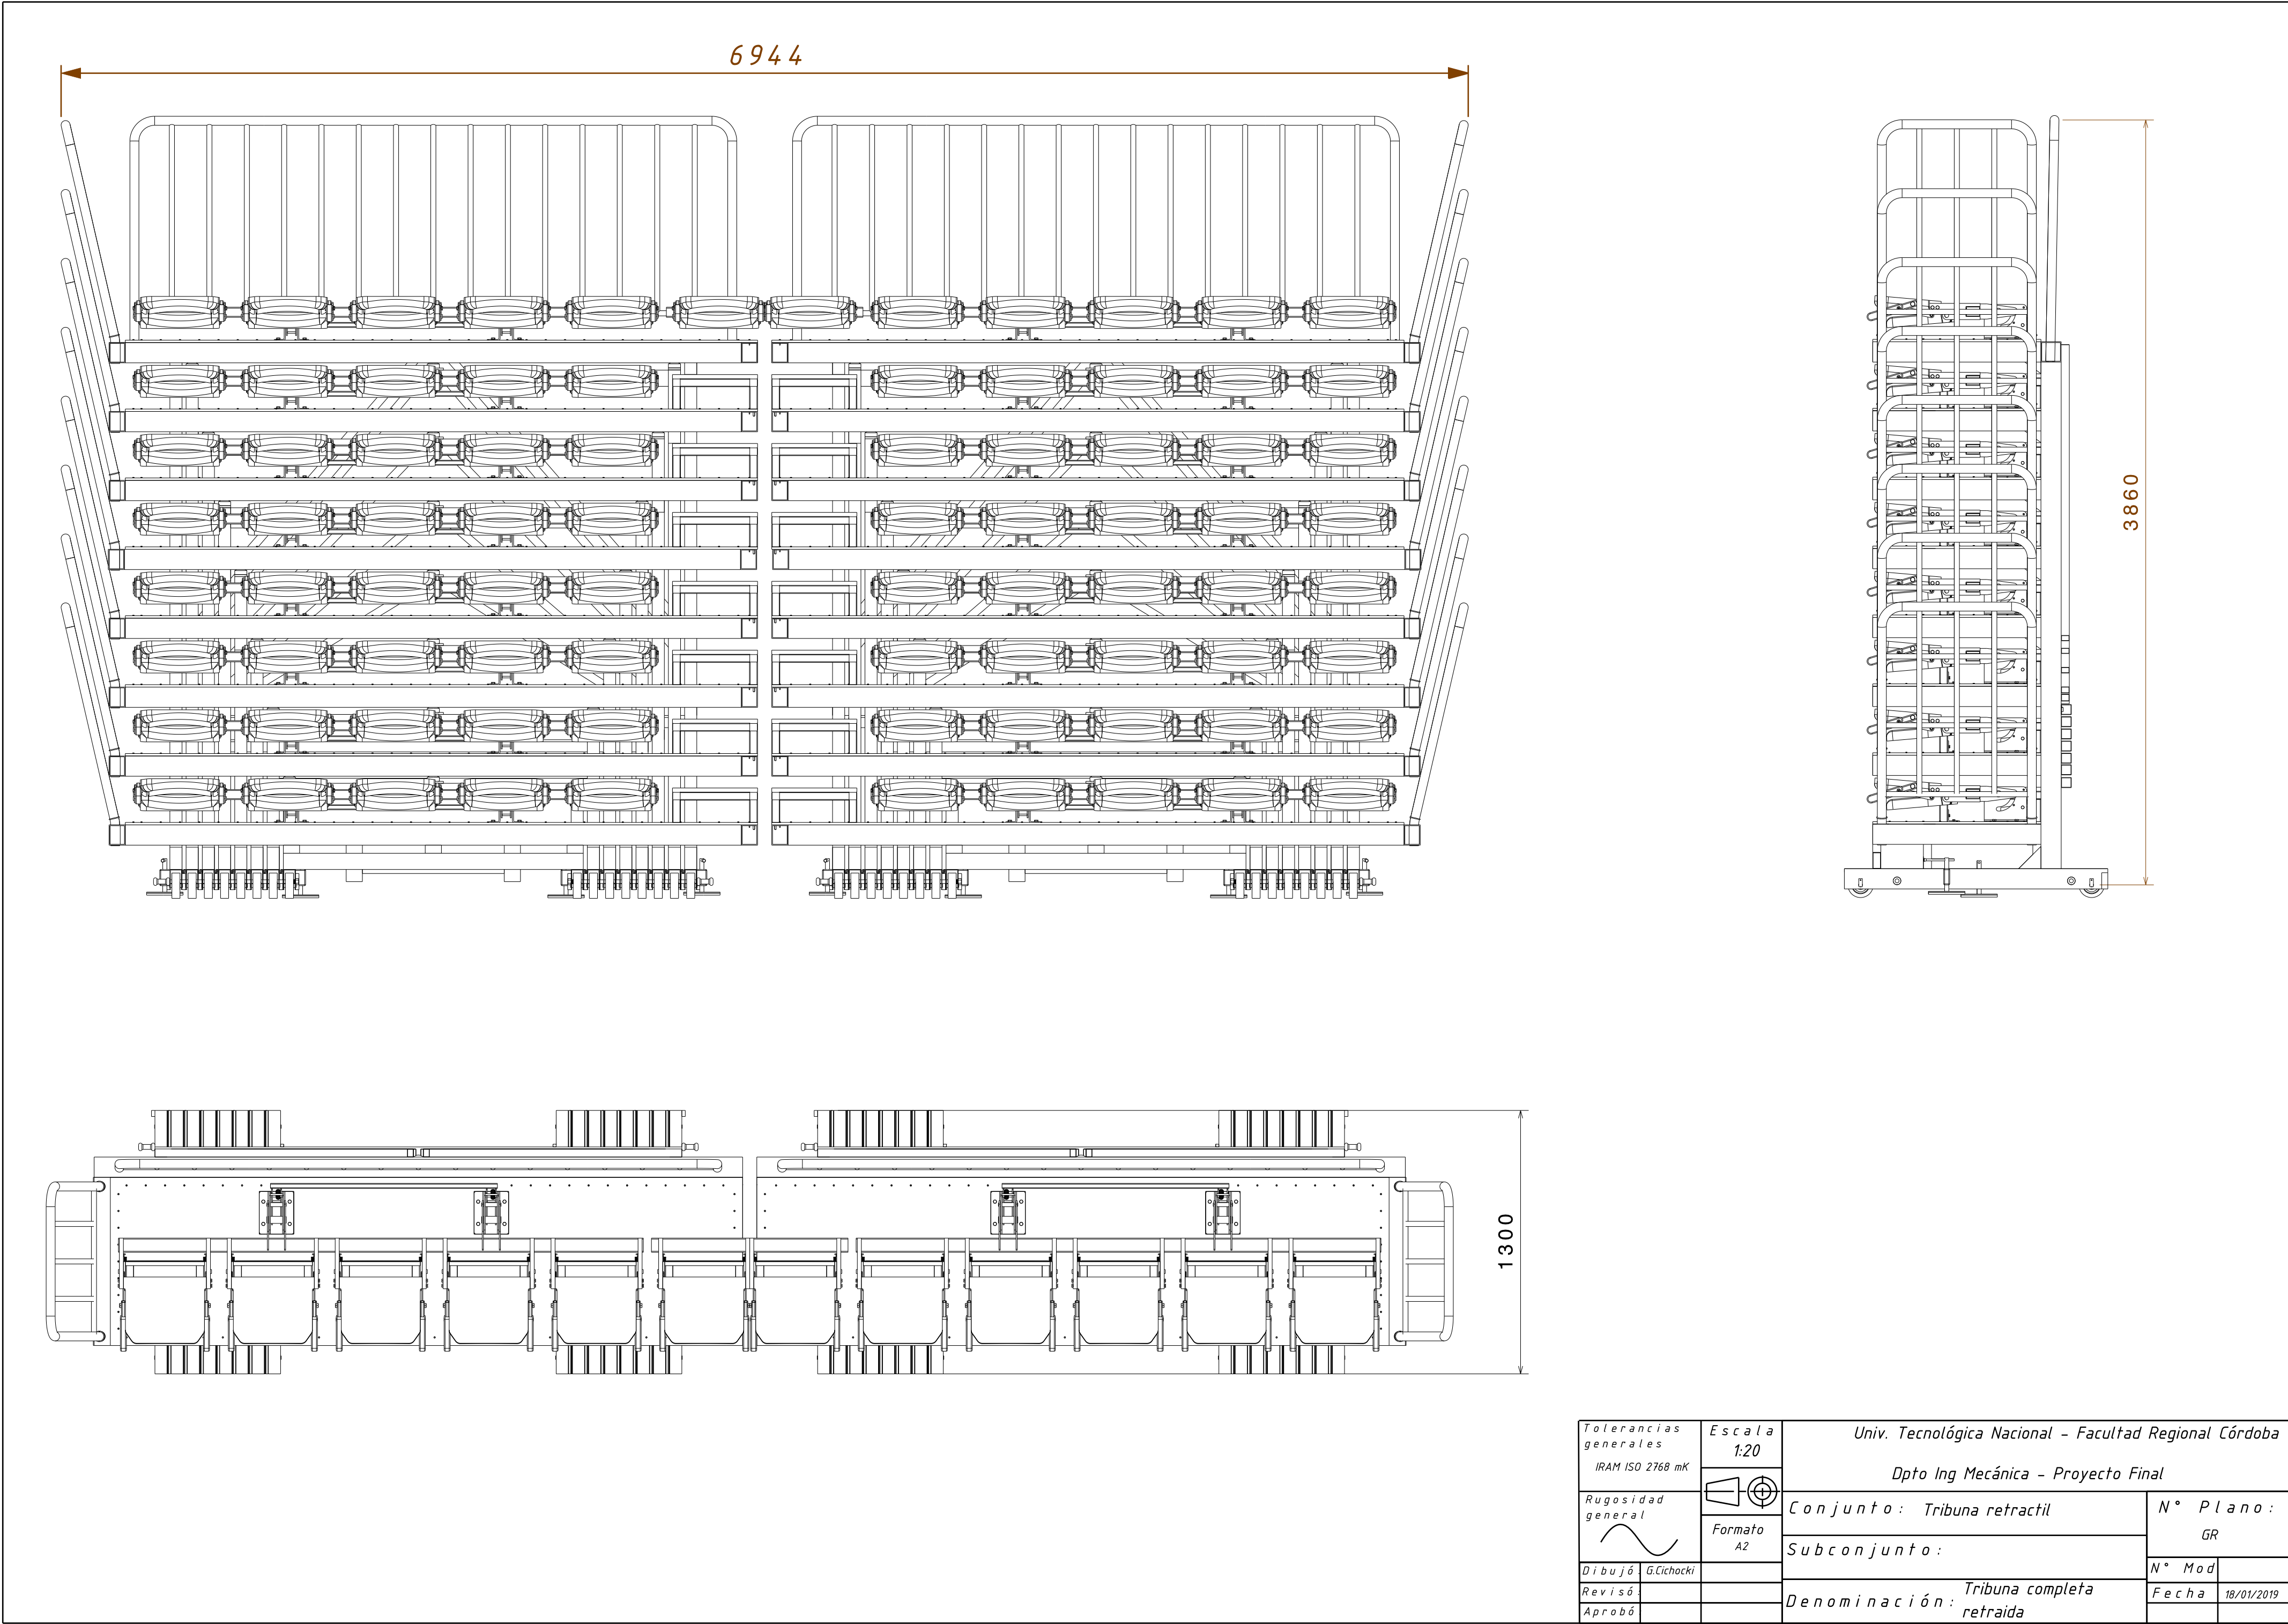 6944
3860
1300
Tolerancias
generales
IRAM ISO 2768 mK
Escala
1:20
Univ. Tecnológica Nacional - Facultad Regional Córdoba
Dpto Ing Mecánica - Proyecto Final
Rugosidad
general
Formato
A2
Conjunto: Tribuna retractil
N° Plano:
GR
Subconjunto:
Dibujó: G.Cichocki
N° Mod
Revisó:
Denominación: Tribuna completa
retraida
Fecha 18/01/2019
Aprobó